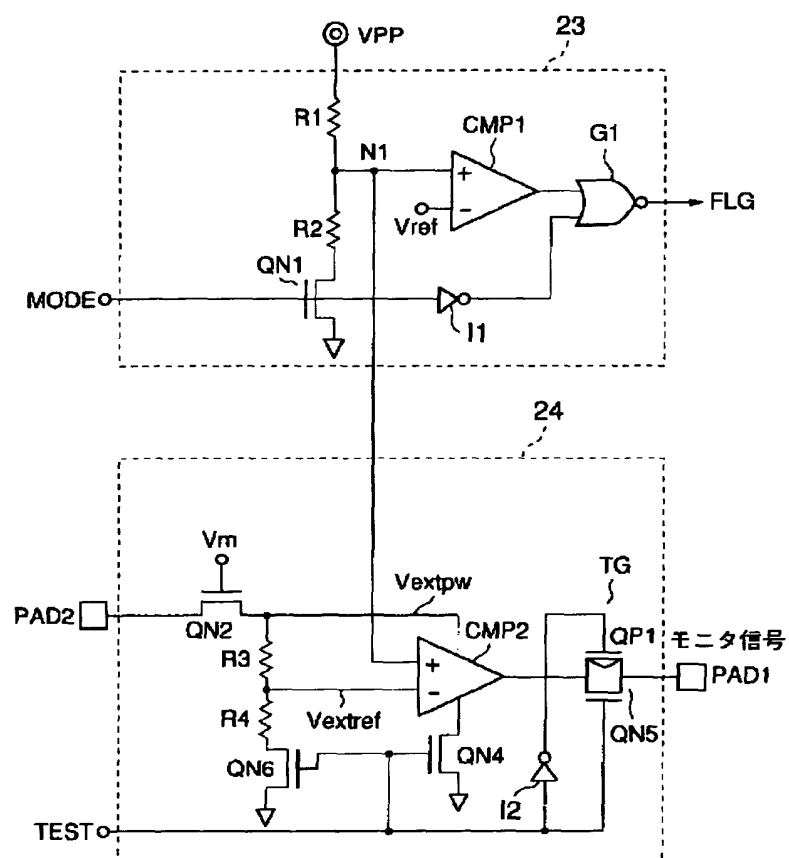 VPP
23
R1
N1
CMP1
G1
+
-
Vref
FLG
R2
QN1
MODE
I1
24
Vm
Vextpw
TG
PAD2
QN2
CMP2
QP1
モニタ信号
R3
+
-
PAD1
R4
Vextref
QN5
QN6
QN4
I2
TEST